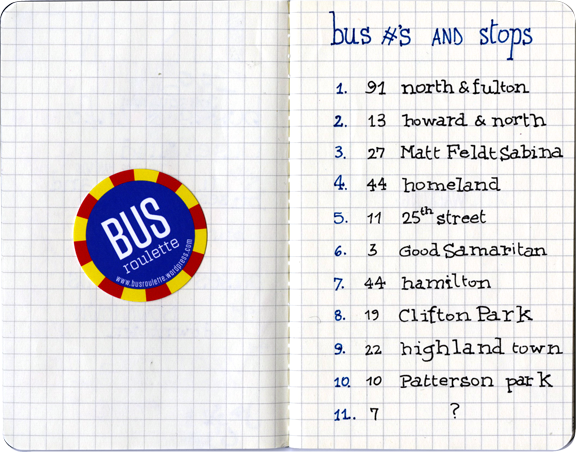 BUS
roulette
www.busroulette.wordpress.com
bus #'s AND stops
1. 91 north & fulton
2. 13 howard & north
3. 27 Matt Feldt Sabina
4. 44 homeland
5. 11 25th street
6. 3 Good Samaritan
7. 44 hamilton
8. 19 Clifton Park
9. 22 highland town
10. 10 Patterson park
11. 7 ?